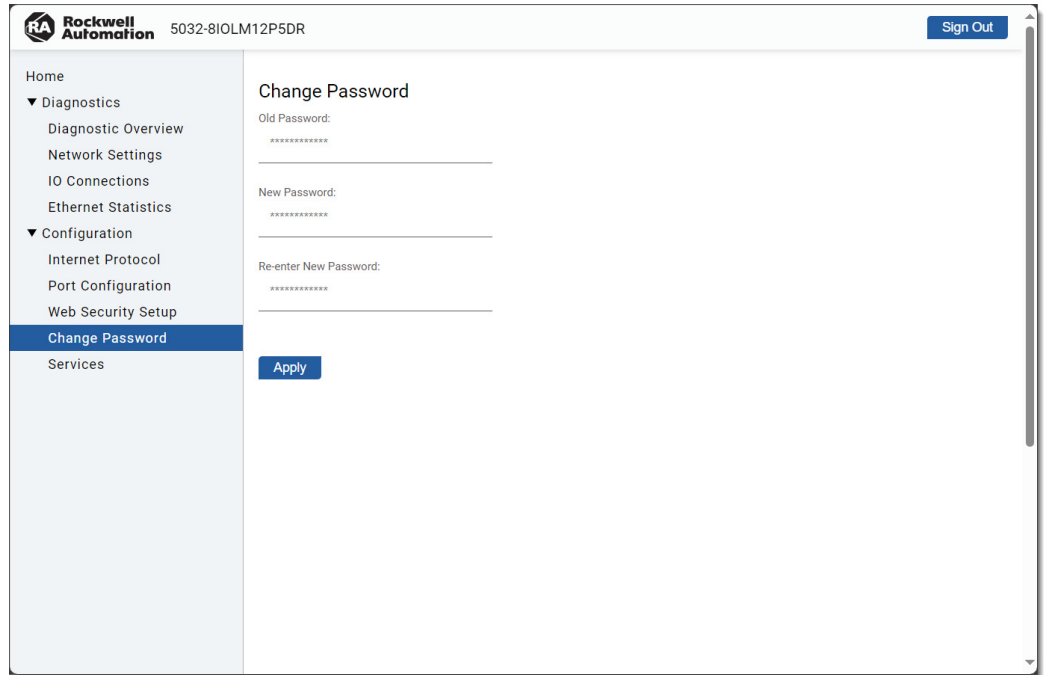 RA Rockwell Automation 5032-8IOLM12P5DR Sign Out
Home
▼ Diagnostics
Diagnostic Overview
Network Settings
IO Connections
Ethernet Statistics
▼ Configuration
Internet Protocol
Port Configuration
Web Security Setup
Change Password
Services
Change Password
Old Password:
************
New Password:
************
Re-enter New Password:
************
Apply